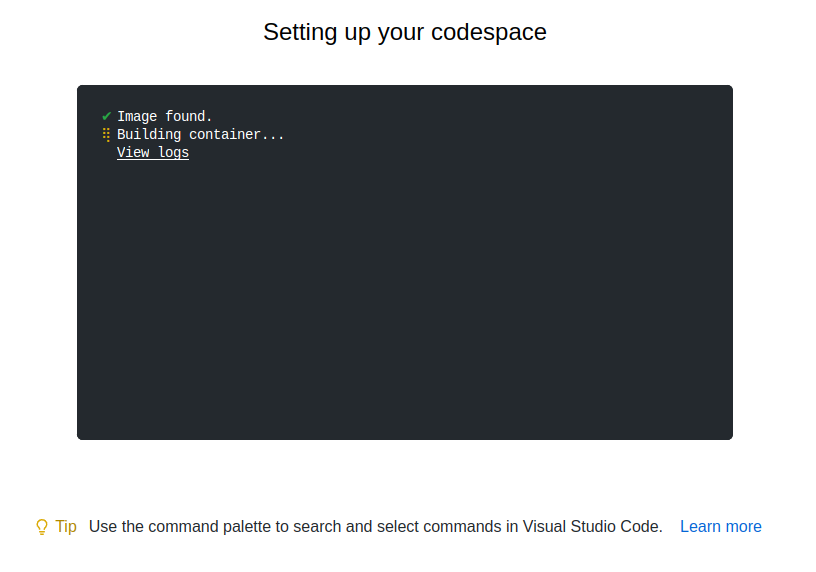 Setting up your codespace
✔ Image found.
⠿ Building container...
View logs
Tip Use the command palette to search and select commands in Visual Studio Code. Learn more